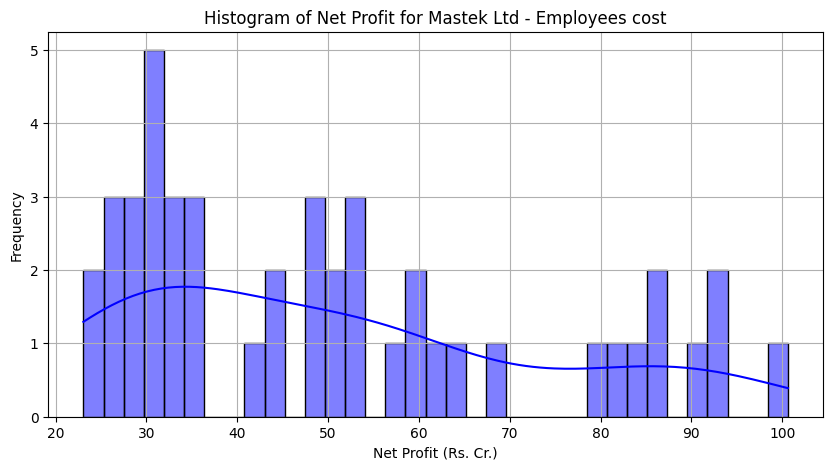 Histogram of Net Profit for Mastek Ltd - Employees cost
5
4
3
2
1
0
Frequency
20 30 40 50 60 70 80 90 100
Net Profit (Rs. Cr.)